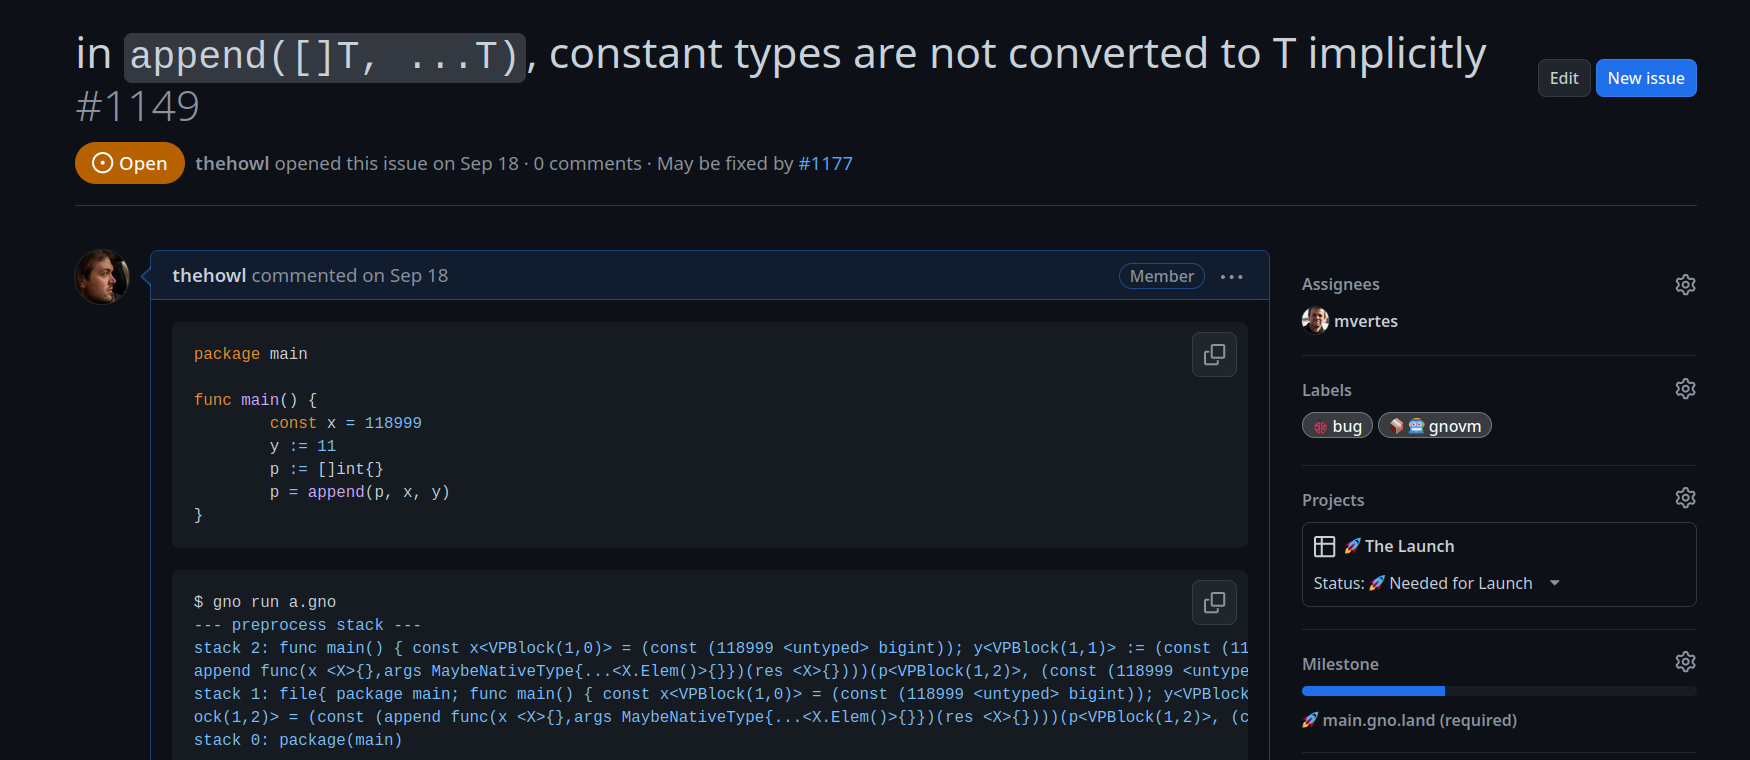 in append([]T, ...T), constant types are not converted to T implicitly
#1149
Edit
New issue
Open
thehowl opened this issue on Sep 18 · 0 comments · May be fixed by #1177
thehowl commented on Sep 18
Member
package main
func main() {
const x = 118999
y := 11
p := []int{}
p = append(p, x, y)
}
$ gno run a.gno
--- preprocess stack ---
stack 2: func main() { const x<VPBlock(1,0)> = (const (118999 <untyped> bigint)); y<VPBlock(1,1)> := (const (11
append func(x <X>{},args MaybeNativeType{...<X.Elem()>{}})(res <X>{})))(p<VPBlock(1,2)>, (const (118999 <untype
stack 1: file{ package main; func main() { const x<VPBlock(1,0)> = (const (118999 <untyped> bigint)); y<VPBlock
ock(1,2)> = (const (append func(x <X>{},args MaybeNativeType{...<X.Elem()>{}})(res <X>{})))(p<VPBlock(1,2)>, (c
stack 0: package(main)
Assignees
mvertes
Labels
bug
gnovm
Projects
The Launch
Status: 🚀 Needed for Launch
Milestone
🚀 main.gno.land (required)